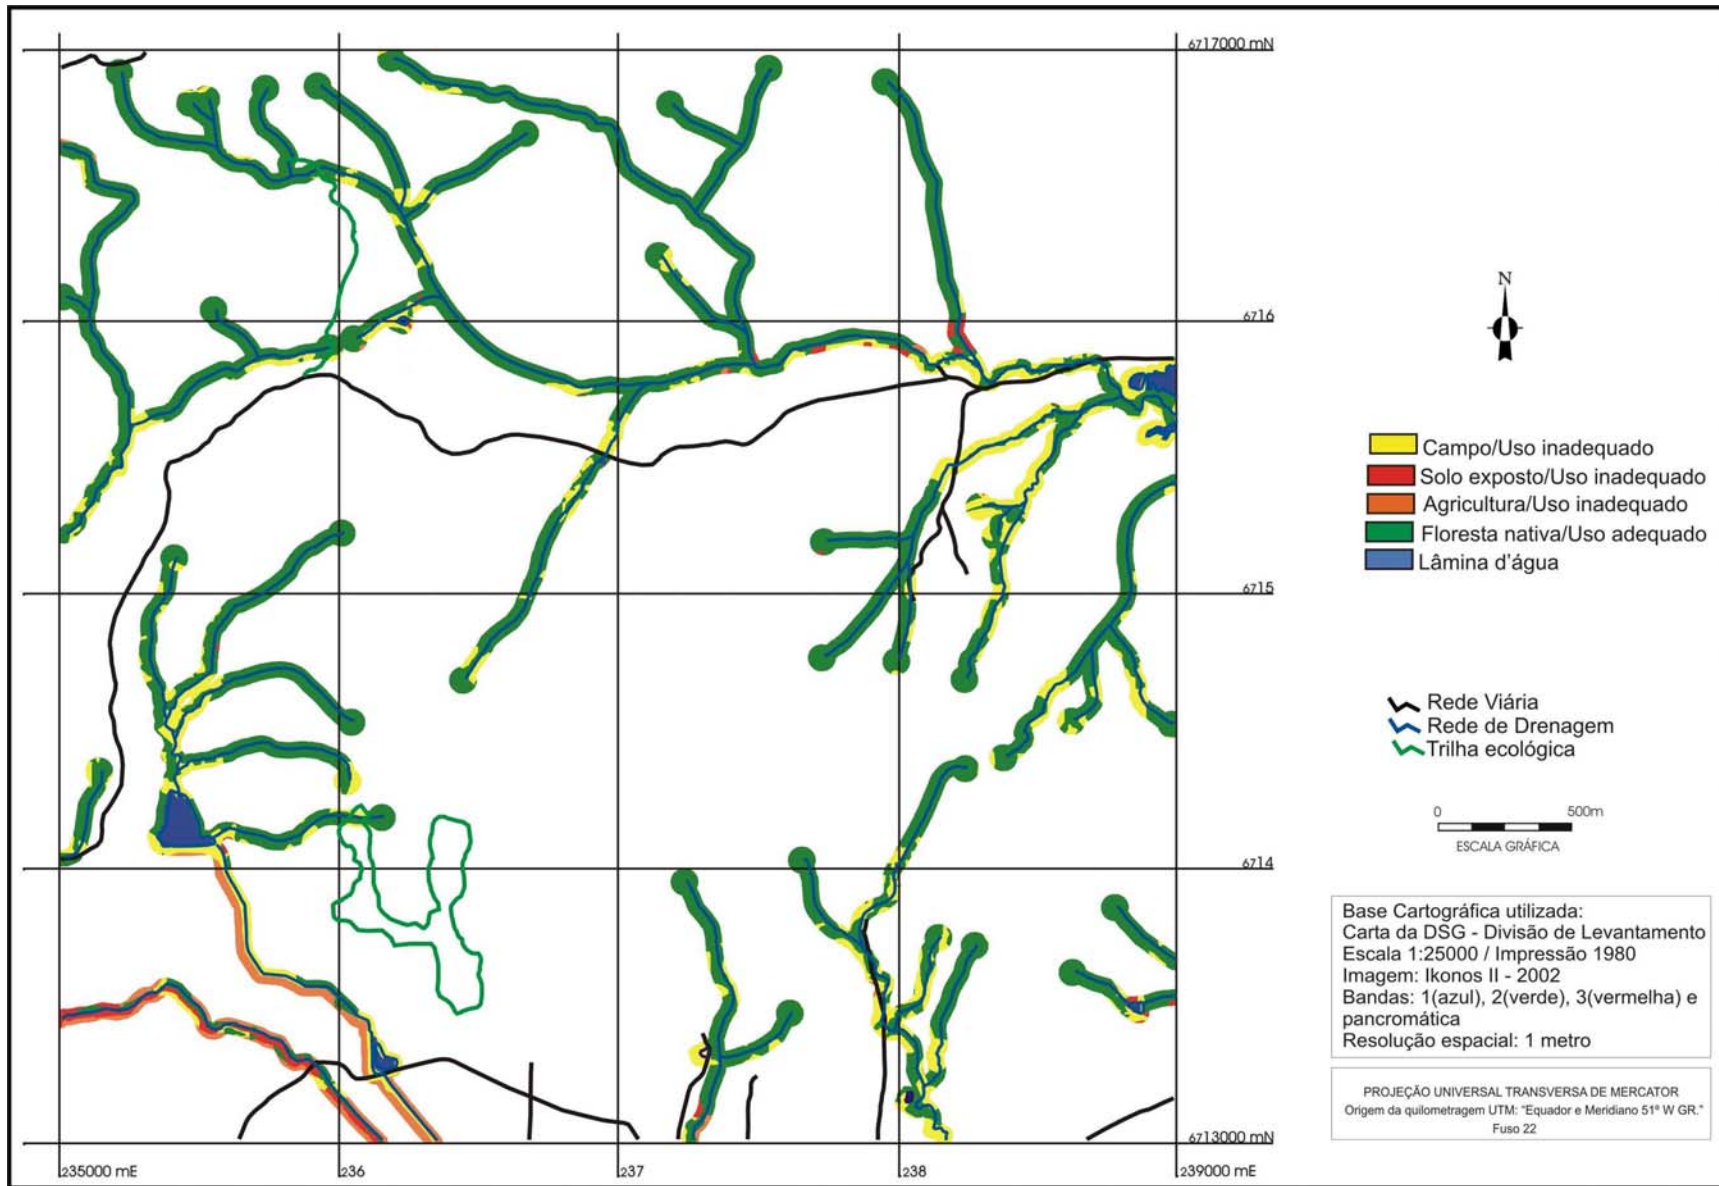 6717000 mN
N
6716
Campo/Uso inadequado
Solo exposto/Uso inadequado
Agricultura/Uso inadequado
Floresta nativa/Uso adequado
Lâmina d'água
6715
Rede Viária
Rede de Drenagem
Trilha ecológica
0 500m
ESCALA GRÁFICA
6714
Base Cartográfica utilizada:
Carta da DSG - Divisão de Levantamento
Escala 1:25000 / Impressão 1980
Imagem: Ikonos II - 2002
Bandas: 1(azul), 2(verde), 3(vermelha) e
pancromática
Resolução espacial: 1 metro
PROJEÇÃO UNIVERSAL TRANSVERSA DE MERCATOR
Origem da quilometragem UTM: "Equador e Meridiano 51º W GR."
Fuso 22
6713000 mN
235000 mE 236 237 238 239000 mE